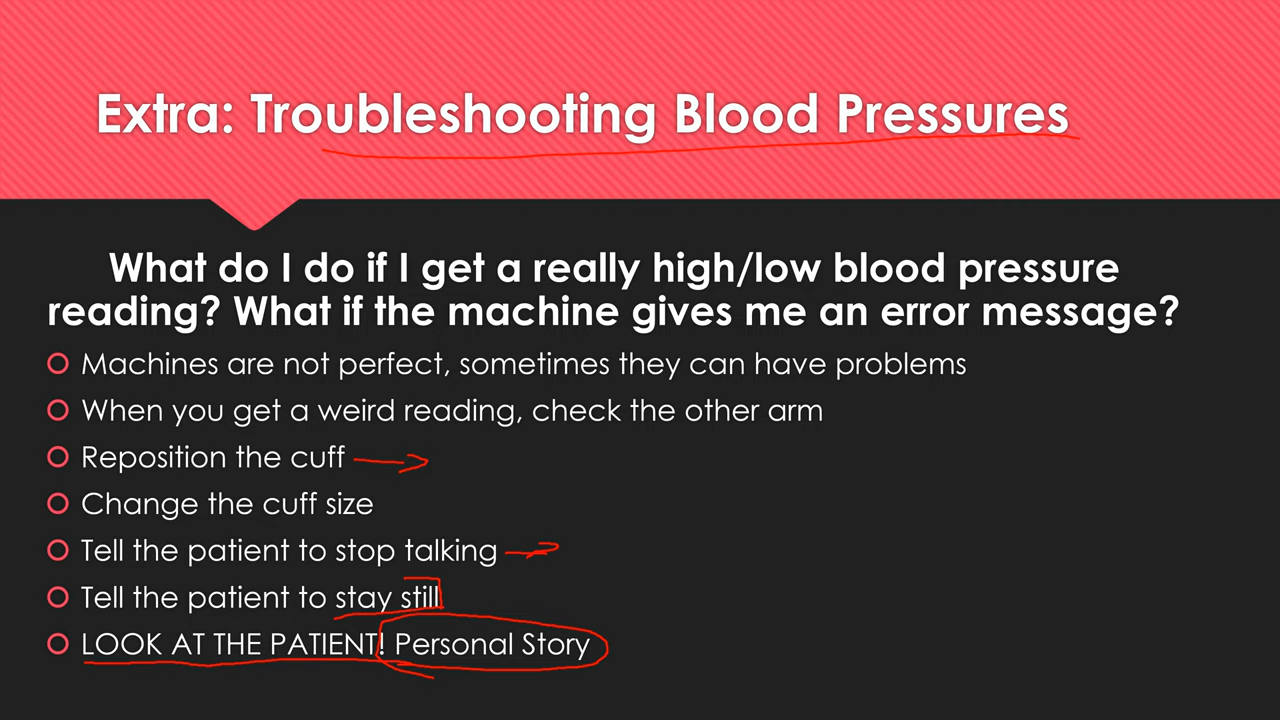 Extra: Troubleshooting Blood Pressures
What do I do if I get a really high/low blood pressure
reading? What if the machine gives me an error message?
Machines are not perfect, sometimes they can have problems
When you get a weird reading, check the other arm
Reposition the cuff
Change the cuff size
Tell the patient to stop talking
Tell the patient to stay still
LOOK AT THE PATIENT! Personal Story